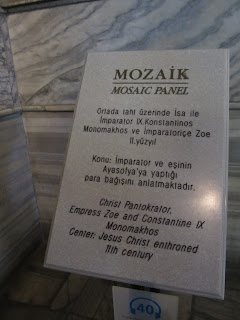 MOZAİK
MOSAIC PANEL
Ortada taht üzerinde İsa ile
İmparator IX.Konstantinos
Monomakhos ve İmparatoriçe Zoe
11.yüzyıl
Konu: İmparator ve eşinin
Ayasofya'ya yaptığı
para bağışını anlatmaktadır.
Christ Pantokrator,
Empress Zoe and Constantine IX
Monomakhos
Center: Jesus Christ enthroned
11th century
40